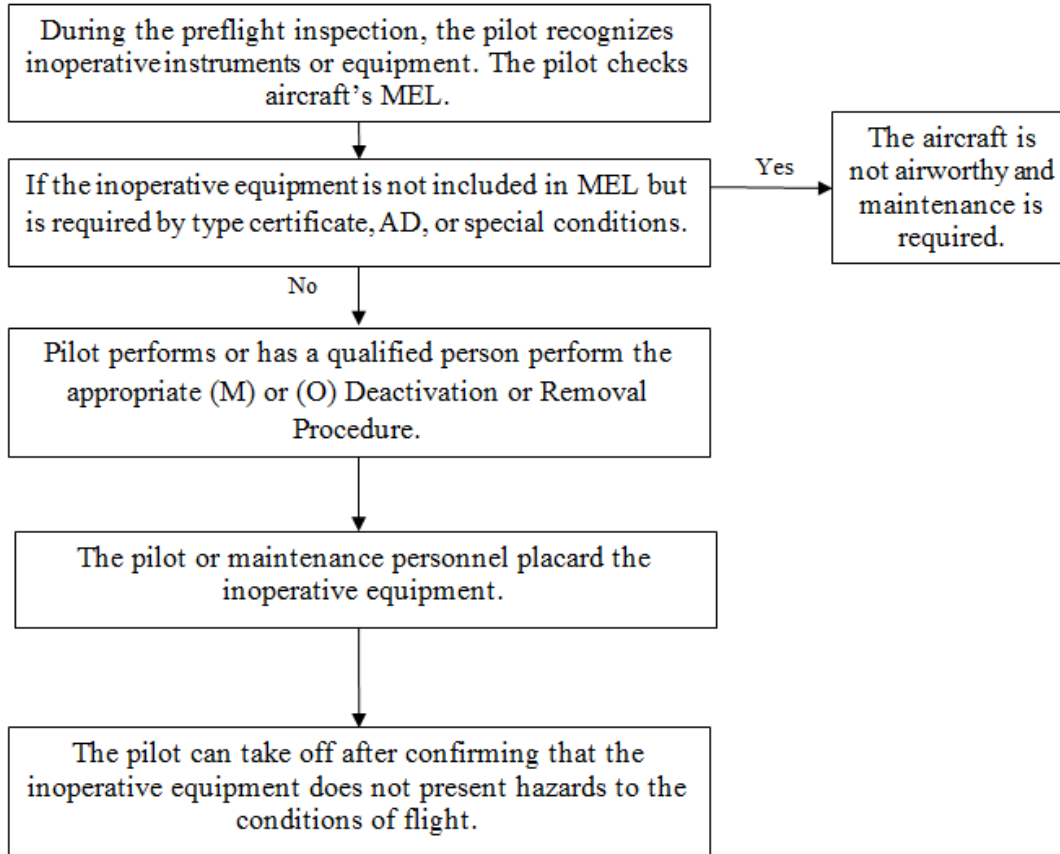 During the preflight inspection, the pilot recognizes
inoperative instruments or equipment. The pilot checks
aircraft’s MEL.
If the inoperative equipment is not included in MEL but
is required by type certificate, AD, or special conditions.
Yes
The aircraft is
not airworthy and
maintenance is
required.
No
Pilot performs or has a qualified person perform the
appropriate (M) or (O) Deactivation or Removal
Procedure.
The pilot or maintenance personnel placard the
inoperative equipment.
The pilot can take off after confirming that the
inoperative equipment does not present hazards to the
conditions of flight.